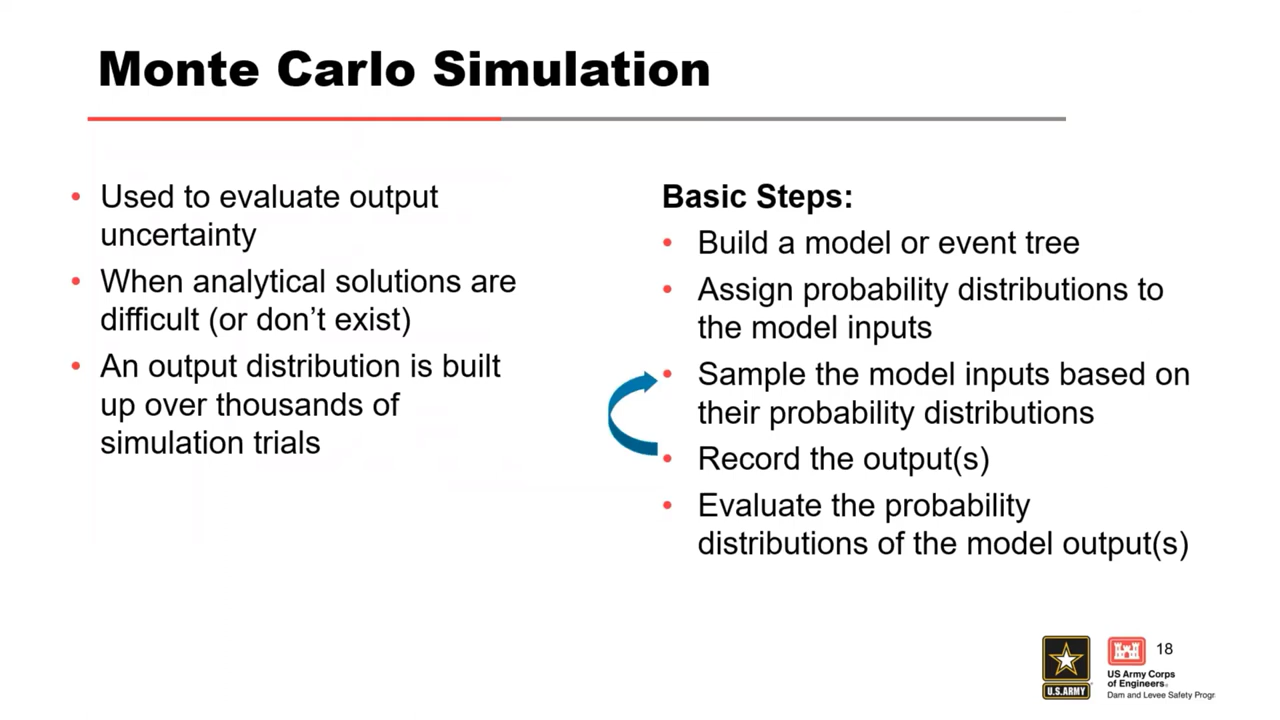 Monte Carlo Simulation
• Used to evaluate output
uncertainty
• When analytical solutions are
difficult (or don’t exist)
• An output distribution is built
up over thousands of
simulation trials
Basic Steps:
• Build a model or event tree
• Assign probability distributions to
the model inputs
• Sample the model inputs based on
their probability distributions
• Record the output(s)
• Evaluate the probability
distributions of the model output(s)
U.S.ARMY
18
US Army Corps
of Engineers®
Dam and Levee Safety Progr